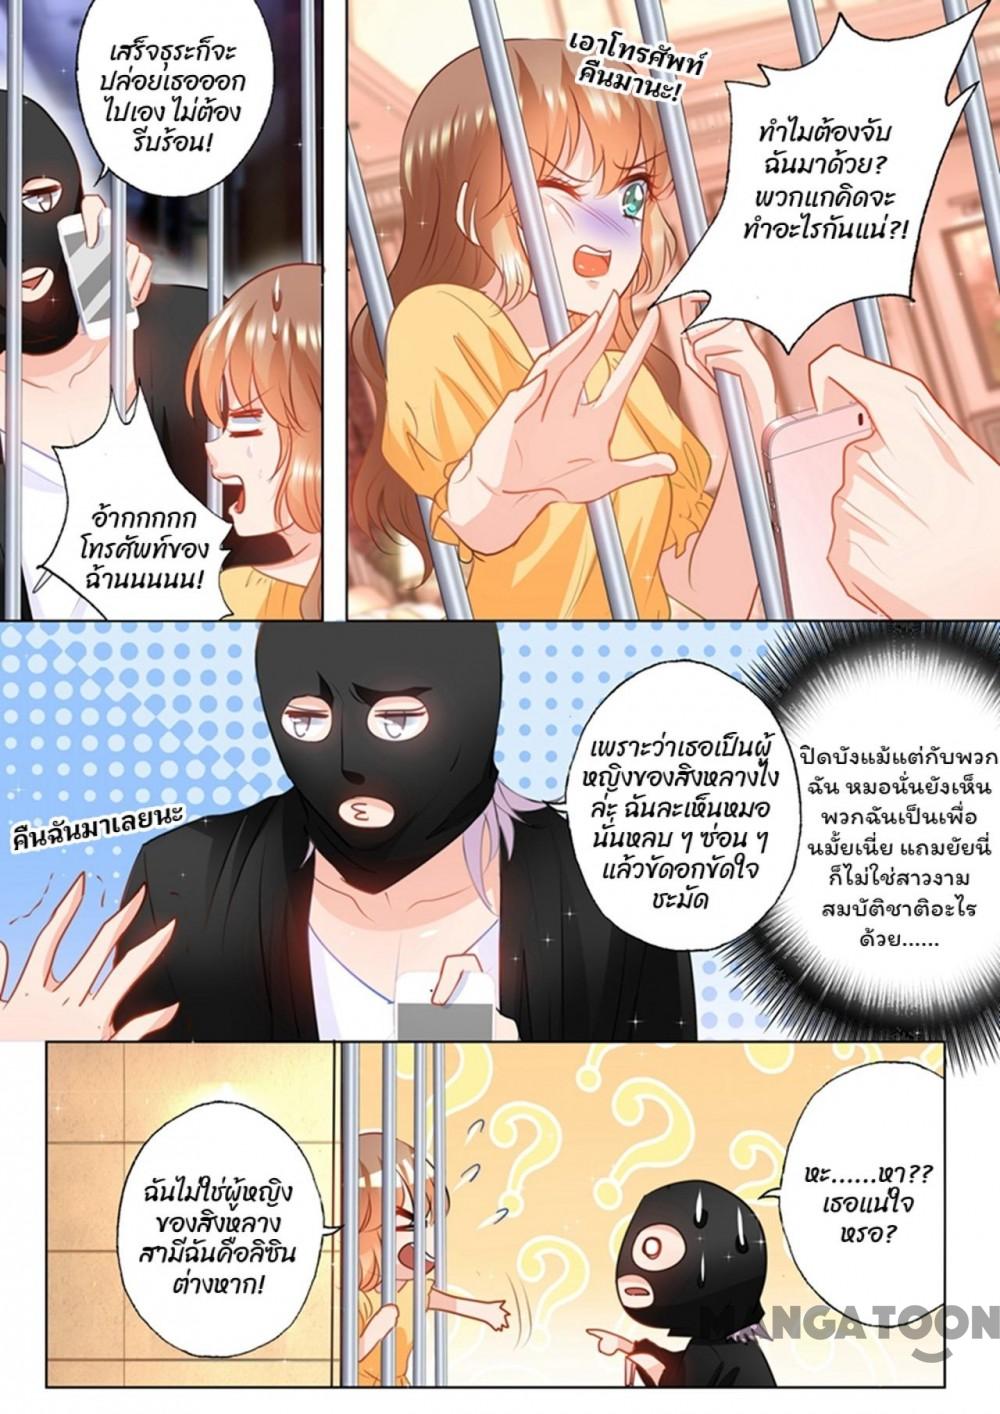 เสร็จธุระก็จะ
ปล่อยเธอออก
ไปเอง ไม่ต้อง
รีบร้อน!
เอาโทรศัพท์
คืนมานะ!
ทำไมต้องจับ
ฉันมาด้วย?
พวกแกคิดจะ
ทำอะไรกันแน่?!
อ้ากกกกก
โทรศัพท์ของ
ฉ้านนนนน!
คืนฉันมาเลยนะ
เพราะว่าเธอเป็นผู้
หญิงของสิงหลางไง
ล่ะ ฉันละเห็นหมอ
นั่นหลบ ๆ ซ่อน ๆ
แล้วขัดอกขัดใจ
ชะมัด
ปิดบังแม้แต่กับพวก
ฉัน หมอนั่นยังเห็น
พวกฉันเป็นเพื่อ
นมั้ยเนี่ย แถมยัยนี่
ก็ไม่ใช่สาวงาม
สมบัติชาติอะไร
ด้วย......
ฉันไม่ใช่ผู้หญิง
ของสิงหลาง
สามีฉันคือลิซิน
ต่างหาก!
หะ......หา??
เธอแน่ใจ
หรอ?
MANGATOON